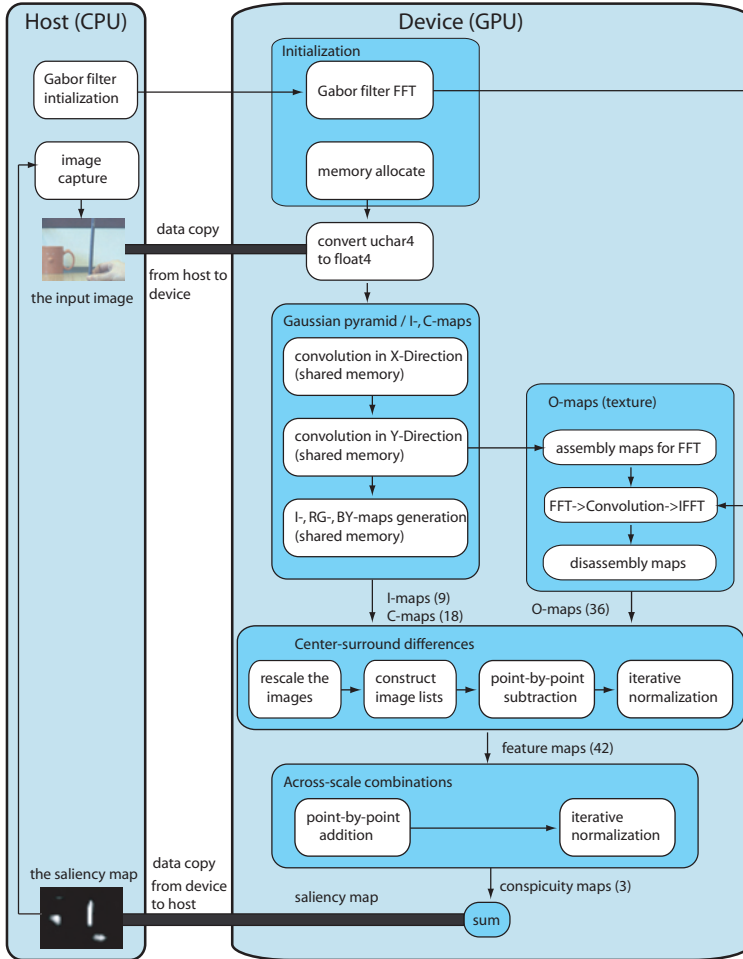 Host (CPU)
Device (GPU)
Initialization
Gabor filter
intialization
Gabor filter FFT
image
capture
memory allocate
data copy
convert uchar4
to float4
from host to
device
the input image
Gaussian pyramid / I-, C-maps
convolution in X-Direction
(shared memory)
O-maps (texture)
convolution in Y-Direction
(shared memory)
assembly maps for FFT
I-, RG-, BY-maps generation
(shared memory)
FFT->Convolution->IFFT
disassembly maps
I-maps (9)
C-maps (18)
O-maps (36)
Center-surround differences
rescale the
images
construct
image lists
point-by-point
subtraction
iterative
normalization
feature maps (42)
Across-scale combinations
point-by-point
addition
iterative
normalization
the saliency map
data copy
from device
to host
saliency map
conspicuity maps (3)
sum